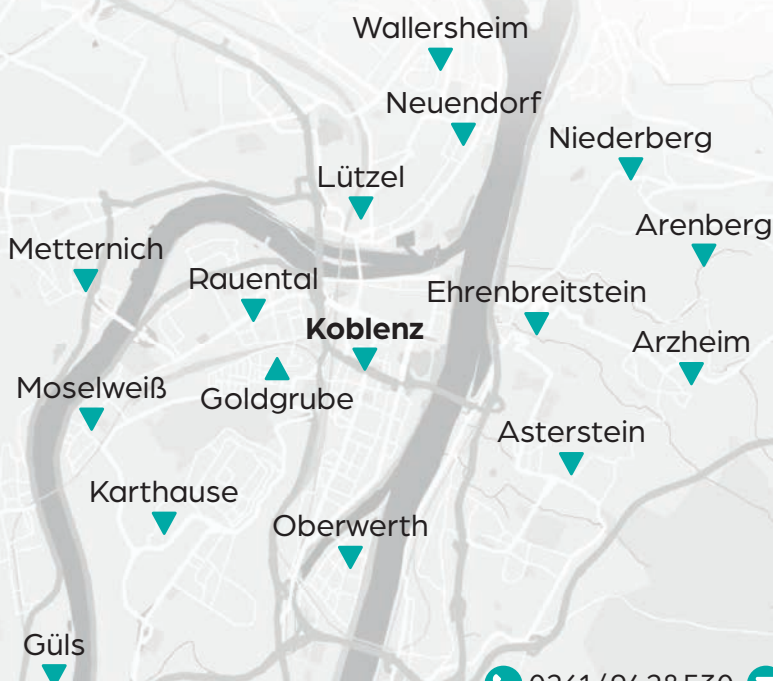 Wallersheim
Neuendorf
Niederberg
Lützel
Arenberg
Metternich
Rauental
Ehrenbreitstein
Koblenz
Arzheim
Moselweiß
Goldgrube
Asterstein
Karthause
Oberwerth
Güls